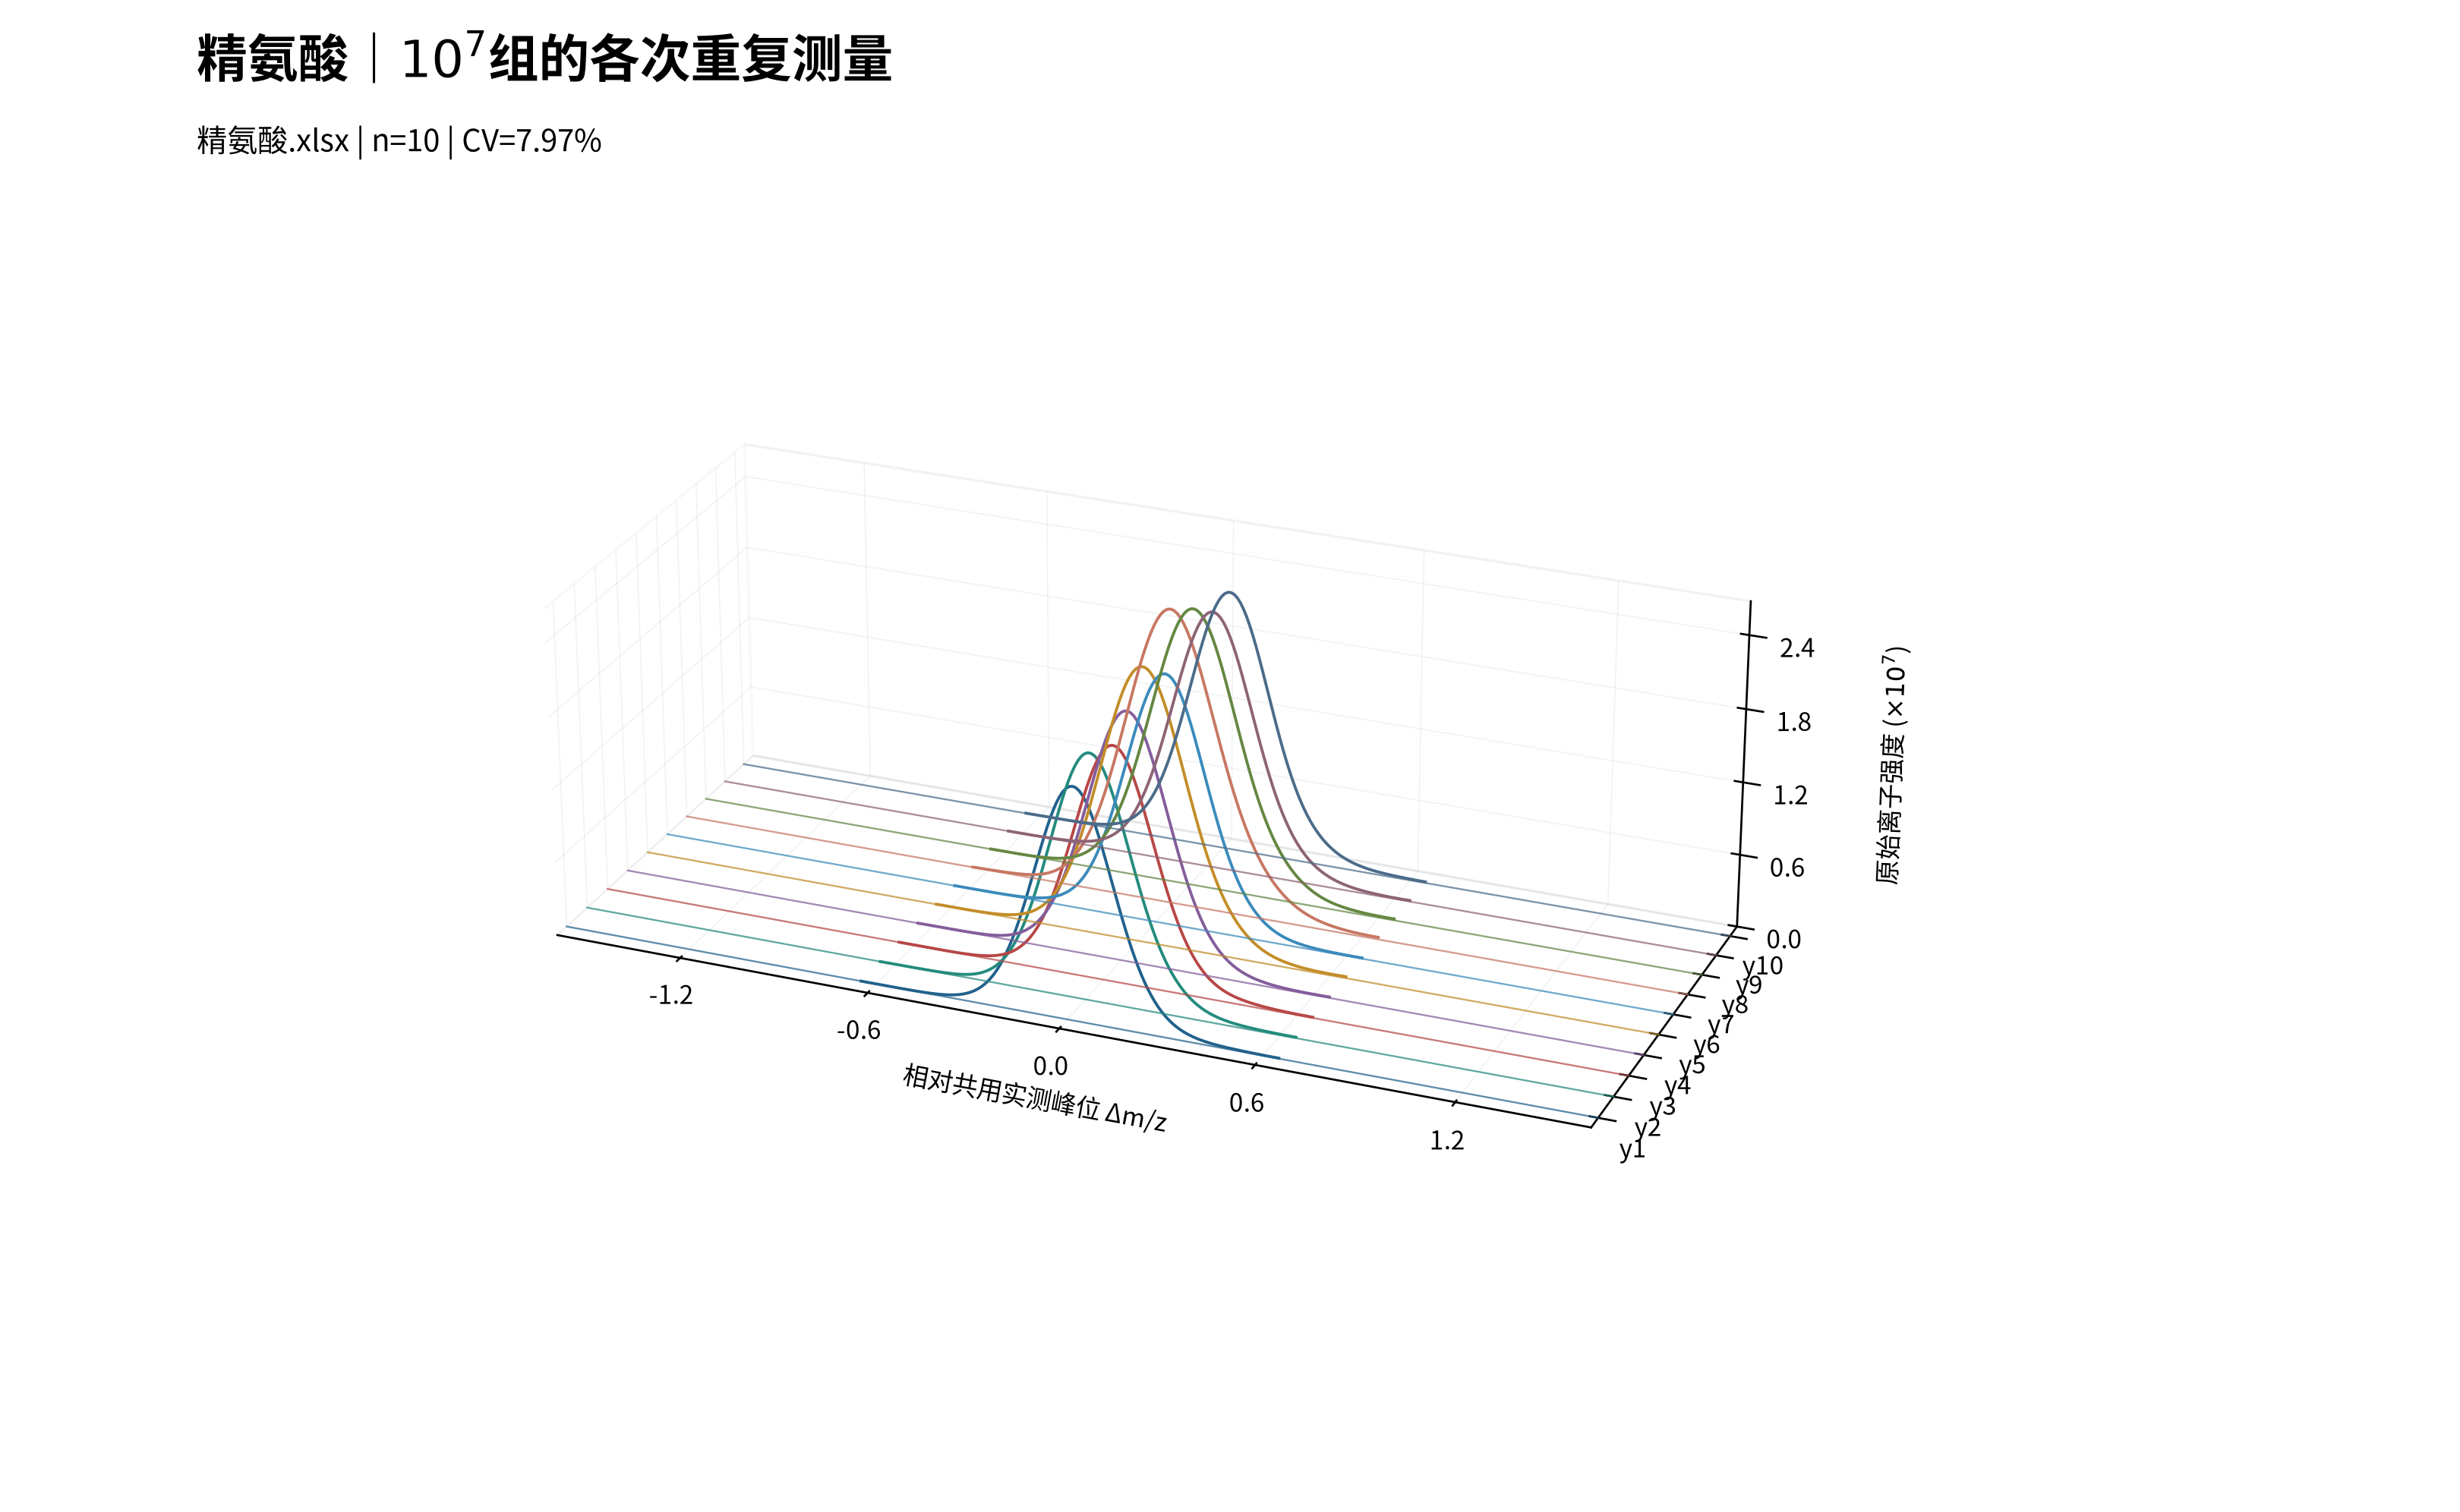 精氨酸｜10⁷组的各次重复测量
精氨酸.xlsx | n=10 | CV=7.97%
2.4
1.8
1.2
0.6
0.0
原始离子强度 (×10⁷)
y10
y9
y8
y7
y6
y5
y4
y3
y2
y1
-1.2
-0.6
0.0
0.6
1.2
相对共用实测峰位 Δm/z